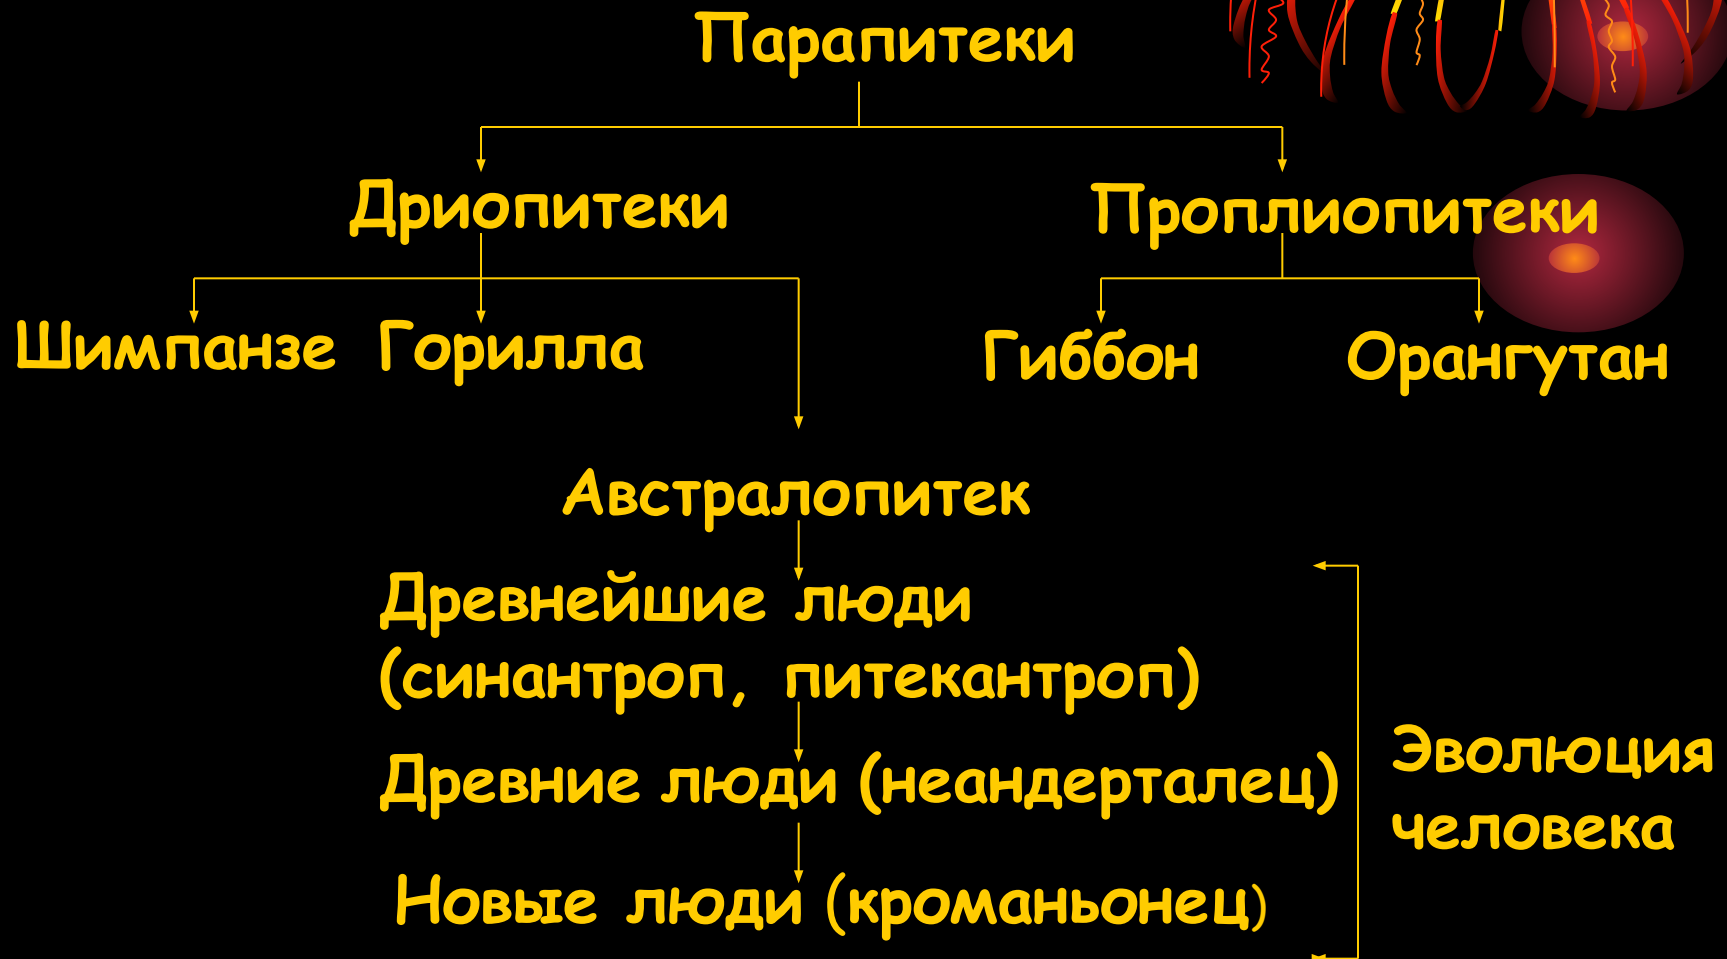 Парапитеки
Дриопитеки
Проплиопитеки
Шимпанзе
Горилла
Гиббон
Орангутан
Австралопитек
Древнейшие люди
(синантроп, питекантроп)
Древние люди (неандерталец)
Новые люди (кроманьонец)
Эволюция
человека